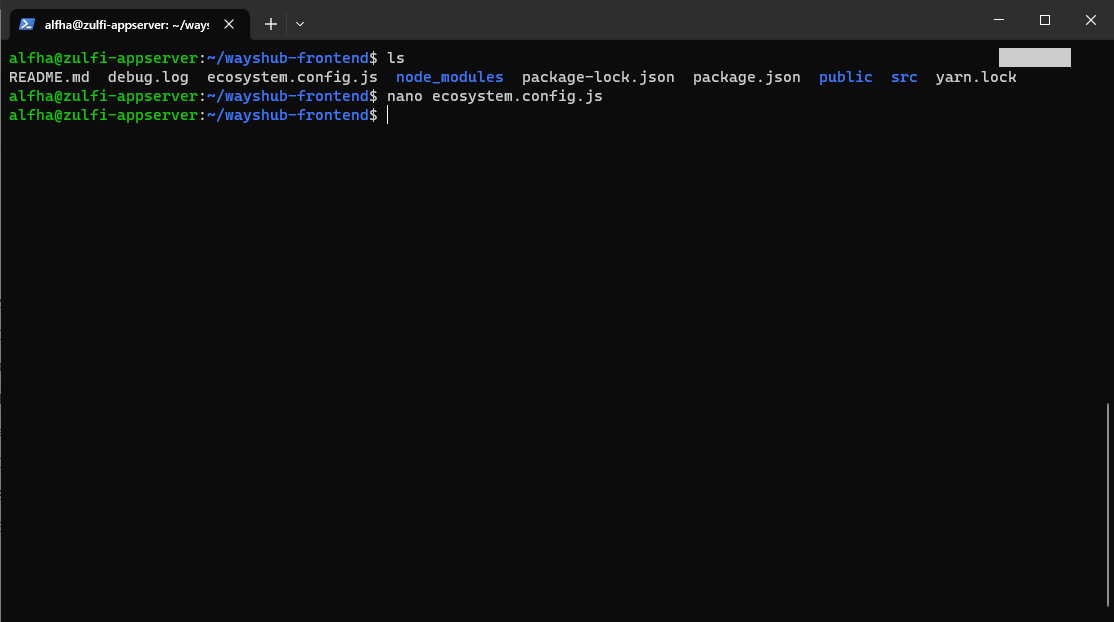 alfha@zulfi-appserver: ~/ways
alfha@zulfi-appserver:~/wayshub-frontend$ ls
README.md debug.log ecosystem.config.js node_modules package-lock.json package.json public src yarn.lock
alfha@zulfi-appserver:~/wayshub-frontend$ nano ecosystem.config.js
alfha@zulfi-appserver:~/wayshub-frontend$